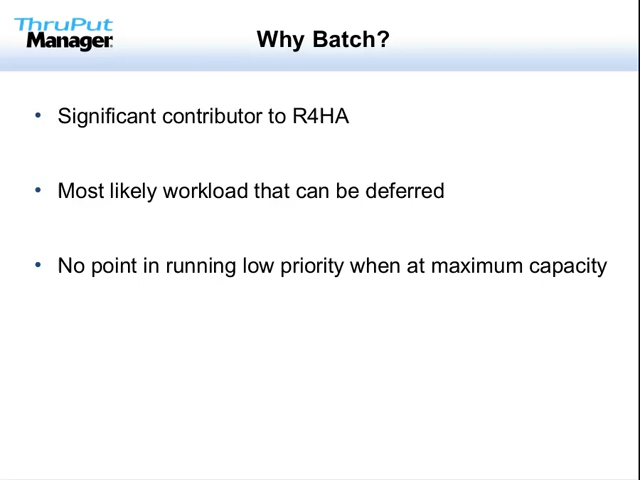 ThruPut
Manager
Why Batch?
• Significant contributor to R4HA
• Most likely workload that can be deferred
• No point in running low priority when at maximum capacity